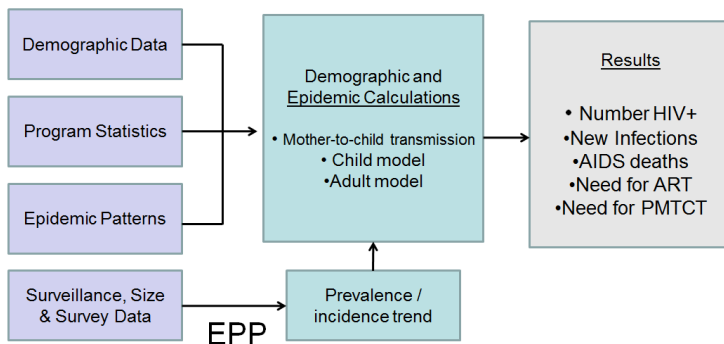 Demographic Data
Program Statistics
Epidemic Patterns
Surveillance, Size
& Survey Data
EPP
Demographic and
Epidemic Calculations
• Mother-to-child transmission
• Child model
•Adult model
Prevalence /
incidence trend
Results
• Number HIV+
•New Infections
•AIDS deaths
•Need for ART
•Need for PMTCT